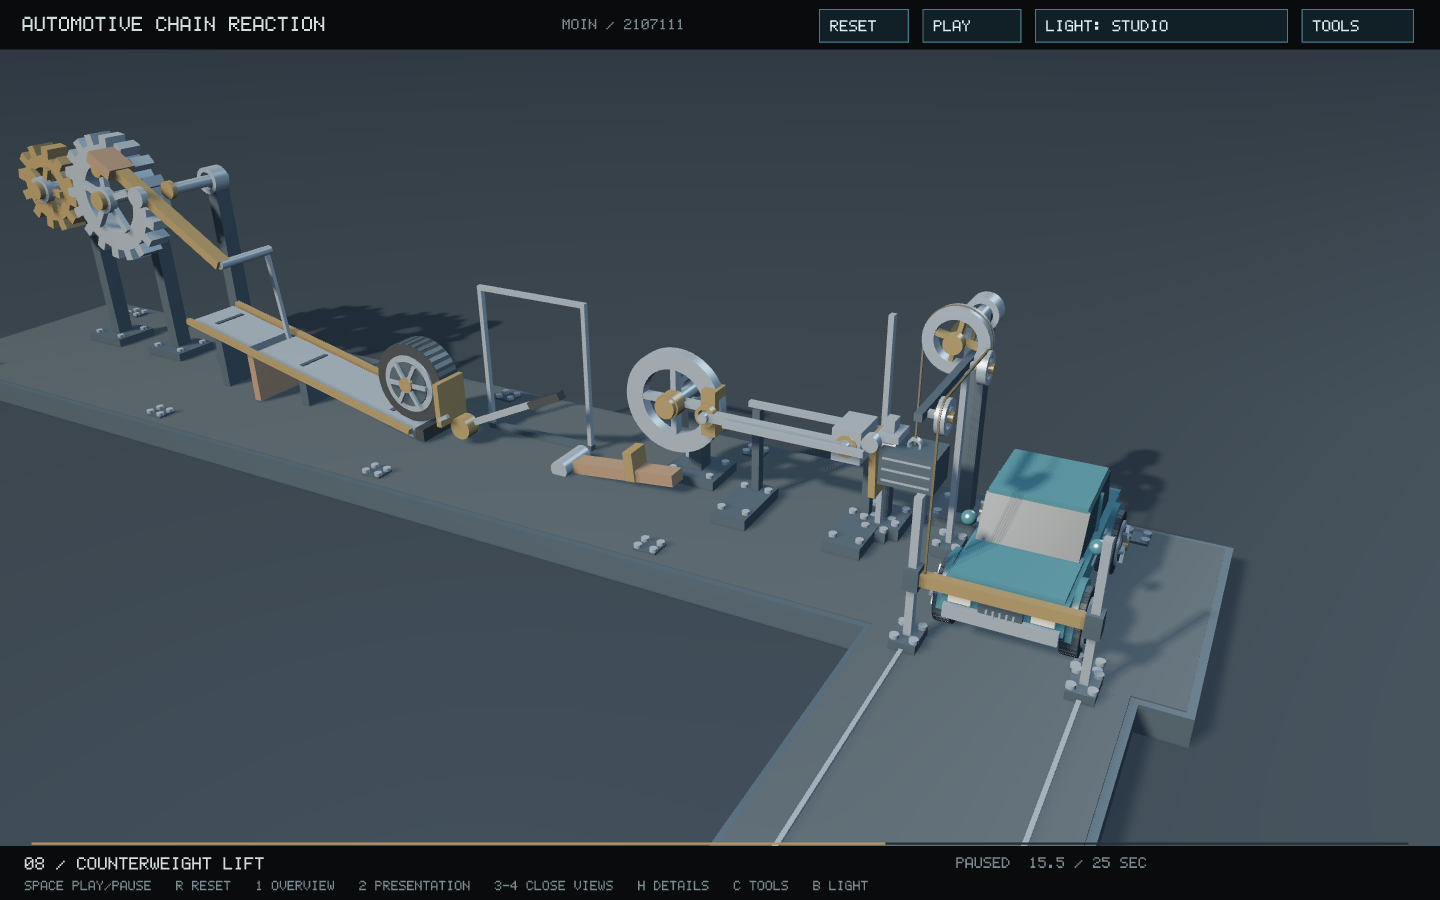 AUTOMOTIVE CHAIN REACTION
MOIN / 2107111
RESET
PLAY
LIGHT: STUDIO
TOOLS
08 / COUNTERWEIGHT LIFT
PAUSED 15.5 / 25 SEC
SPACE PLAY/PAUSE R RESET 1 OVERVIEW 2 PRESENTATION 3-4 CLOSE VIEWS H DETAILS C TOOLS B LIGHT